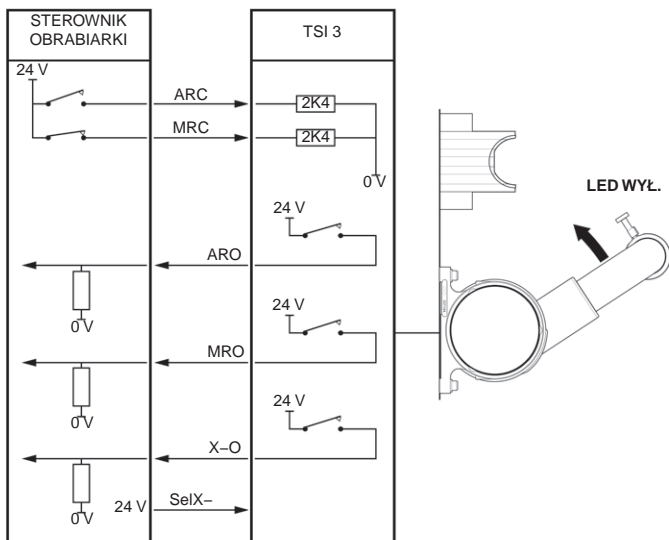 STEROWNIK
OBRABIARKI
TSI 3
24 V
ARC
2K4
MRC
2K4
0 V
LED WYŁ.
24 V
ARO
0 V
24 V
MRO
0 V
24 V
X–O
0 V
24 V
SelX–